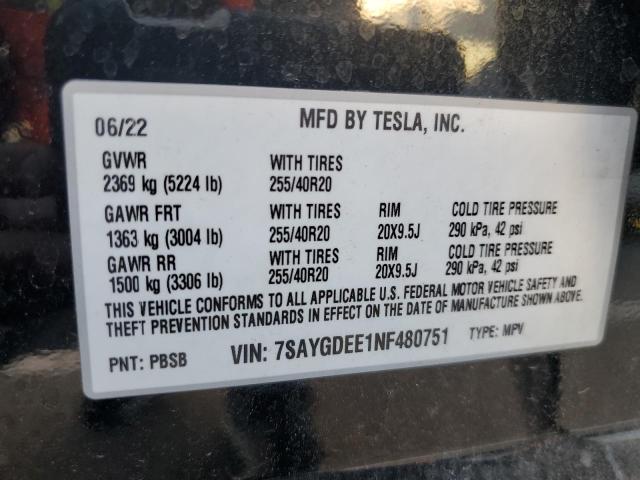 06/22 MFD BY TESLA, INC.
GVWR WITH TIRES
2369 kg (5224 lb) 255/40R20
GAWR FRT WITH TIRES RIM COLD TIRE PRESSURE
1363 kg (3004 lb) 255/40R20 20X9.5J 290 kPa, 42 psi
GAWR RR WITH TIRES RIM COLD TIRE PRESSURE
1500 kg (3306 lb) 255/40R20 20X9.5J 290 kPa, 42 psi
THIS VEHICLE CONFORMS TO ALL APPLICABLE U.S. FEDERAL MOTOR VEHICLE SAFETY AND
THEFT PREVENTION STANDARDS IN EFFECT ON THE DATE OF MANUFACTURE SHOWN ABOVE.
PNT: PBSB VIN: 7SAYGDEE1NF480751 TYPE: MPV